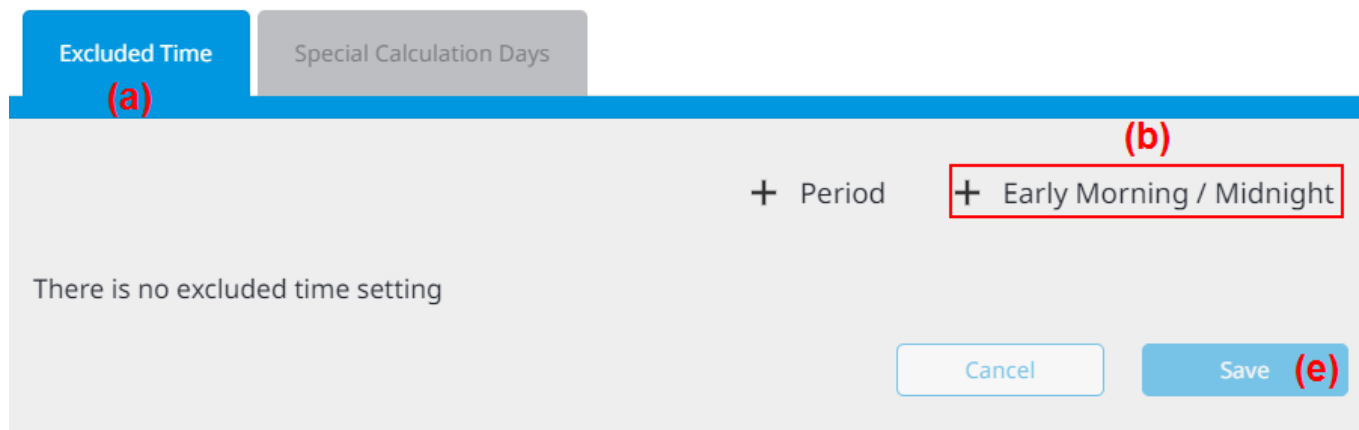 Excluded Time
Special Calculation Days
(a)
(b)
+ Period
+ Early Morning / Midnight
There is no excluded time setting
Cancel
Save (e)